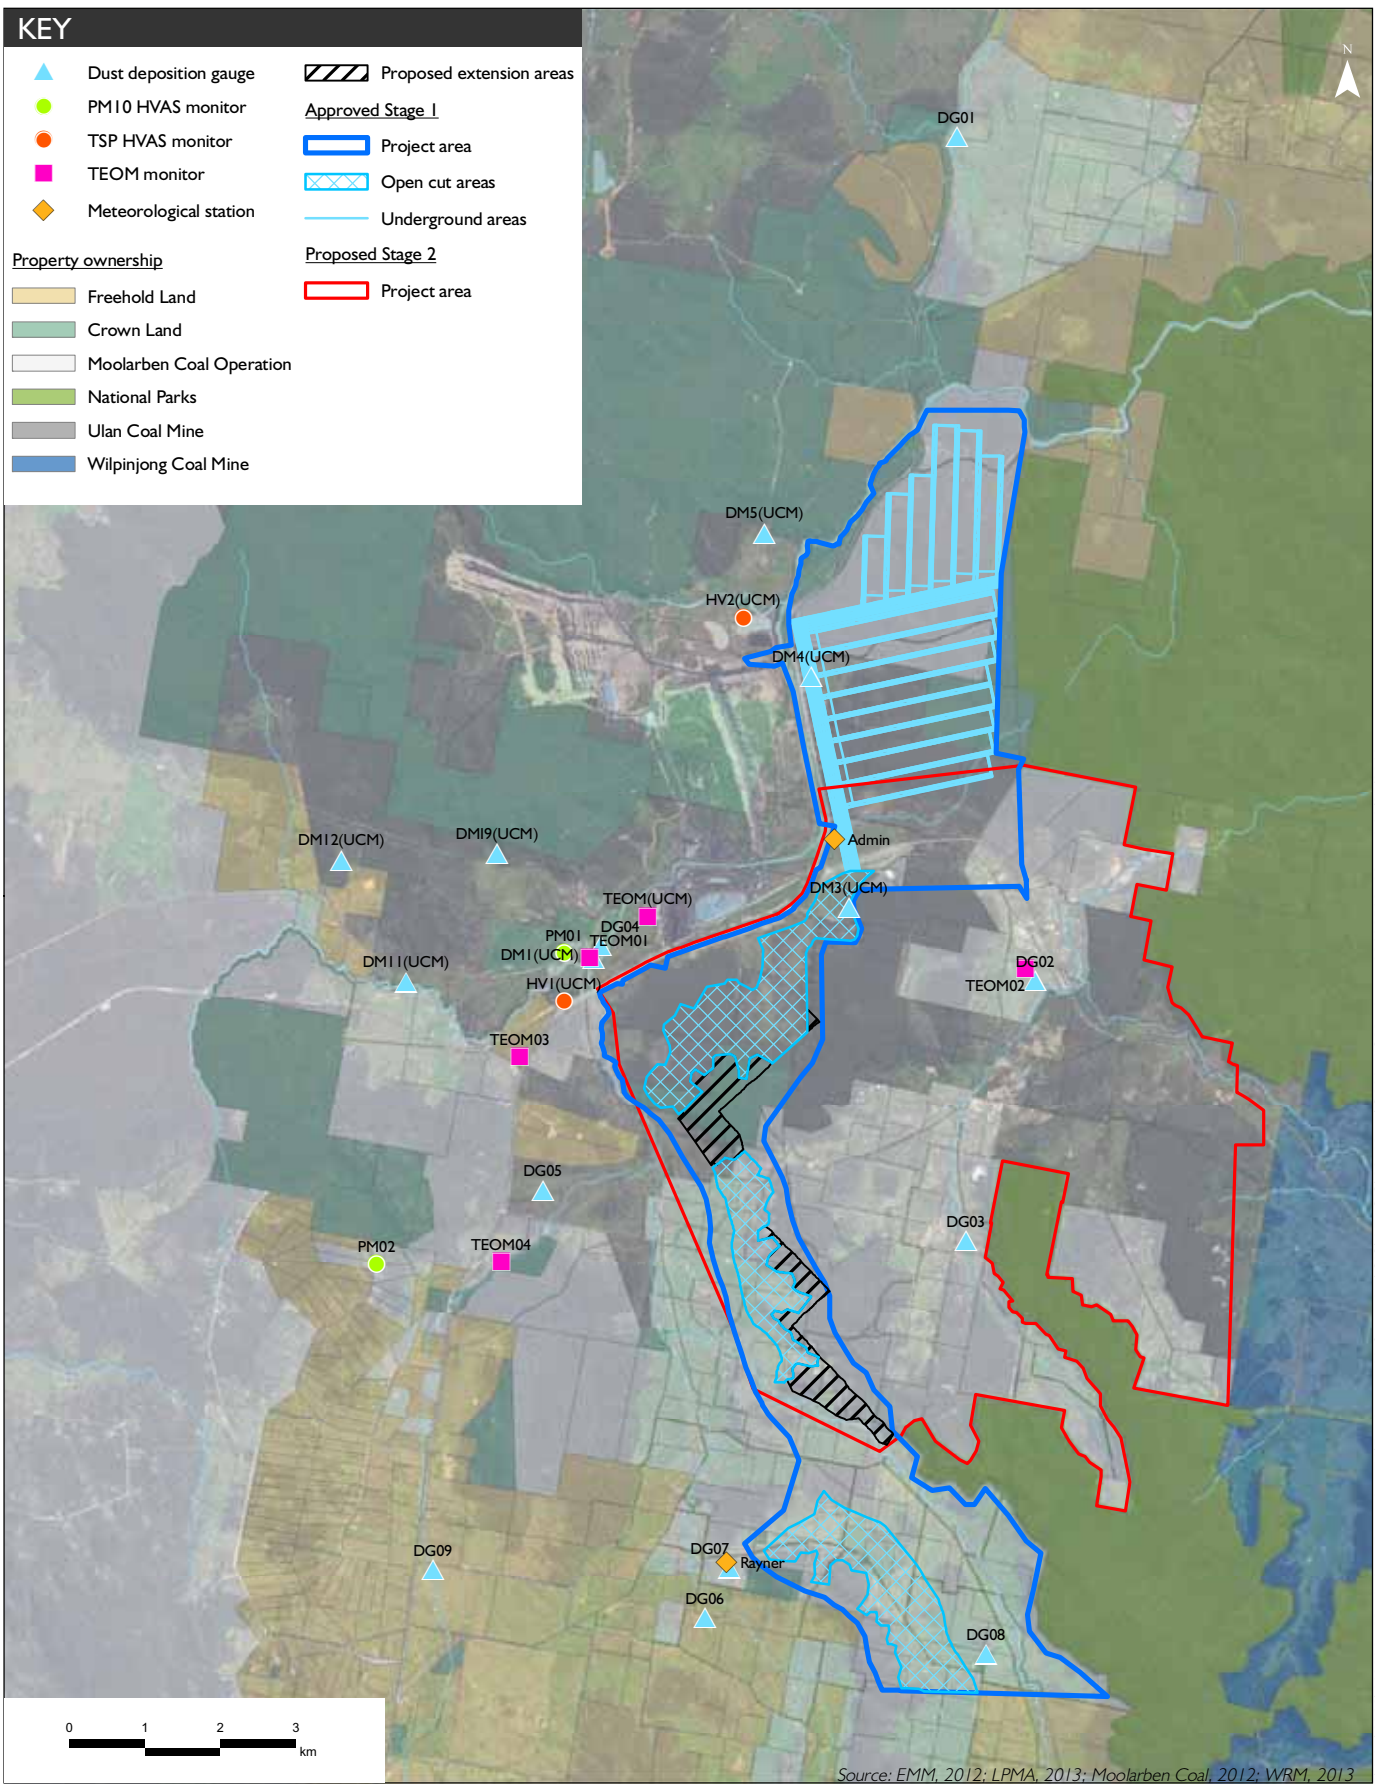 KEY
Dust deposition gauge
PM10 HVAS monitor
TSP HVAS monitor
TEOM monitor
Meteorological station
Property ownership
Freehold Land
Crown Land
Moolarben Coal Operation
National Parks
Ulan Coal Mine
Wilpinjong Coal Mine
Proposed extension areas
Approved Stage 1
Project area
Open cut areas
Underground areas
Proposed Stage 2
Project area
N
DG01
DM5(UCM)
HV2(UCM)
DM4(UCM)
DM12(UCM)
DMI9(UCM)
Admin
DM3(UCM)
TEOM(UCM)
DG04
PM01
TEOM01
DM1(UCM)
DM11(UCM)
DG02
HV1(UCM)
TEOM02
TEOM03
DG05
DG03
PM02
TEOM04
DG07
Rayner
DG09
DG06
DG08
0 1 2 3
km
Source: EMM, 2012; LPMA, 2013; Moolarben Coal, 2012; WRM, 2013